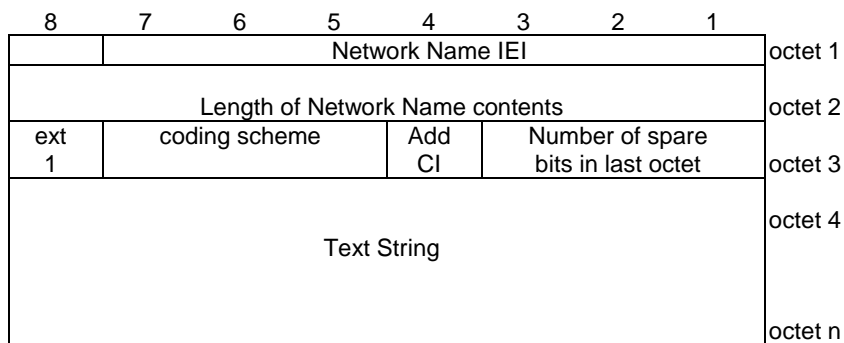 8 7 6 5 4 3 2 1
Network Name IEI octet 1
Length of Network Name contents octet 2
ext coding scheme Add Number of spare
1 CI bits in last octet octet 3
octet 4
Text String
octet n